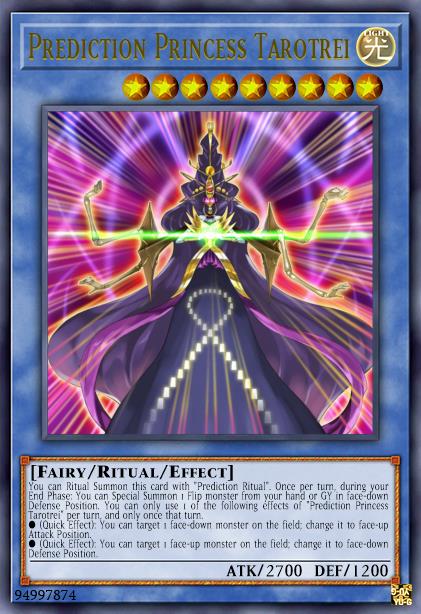 PREDICTION PRINCESS TAROTREI
LIGHT
光
[FAIRY/RITUAL/EFFECT]
You can Ritual Summon this card with "Prediction Ritual". Once per turn, during your
End Phase: You can Special Summon 1 Flip monster from your hand or GY in face-down
Defense Position. You can only use 1 of the following effects of "Prediction Princess
Tarotrei" per turn, and only once that turn.
● (Quick Effect): You can target 1 face-down monster on the field; change it to face-up
Attack Position.
● (Quick Effect): You can target 1 face-up monster on the field; change it to face-down
Defense Position.
ATK/2700 DEF/1200
94997874